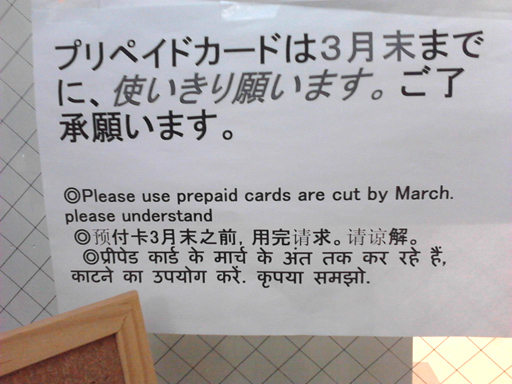 プリペイドカードは３月末まで
に、使いきり願います。ご了
承願います。
◎Please use prepaid cards are cut by March.
please understand
◎预付卡3月末之前, 用完请求。请谅解。
◎प्रीपेड कार्ड के मार्च के अंत तक कर रहे हैं,
काटने का उपयोग करें. कृपया समझो.